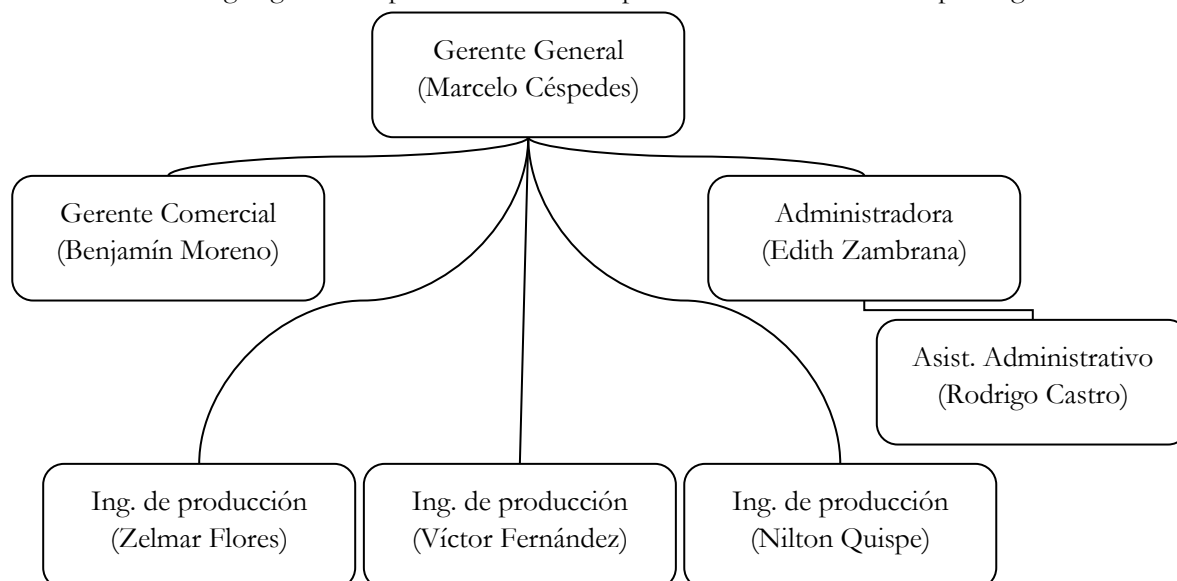 Gerente General
(Marcelo Céspedes)
Gerente Comercial
(Benjamín Moreno)
Administradora
(Edith Zambrana)
Asist. Administrativo
(Rodrigo Castro)
Ing. de producción
(Zelmar Flores)
Ing. de producción
(Víctor Fernández)
Ing. de producción
(Nilton Quispe)